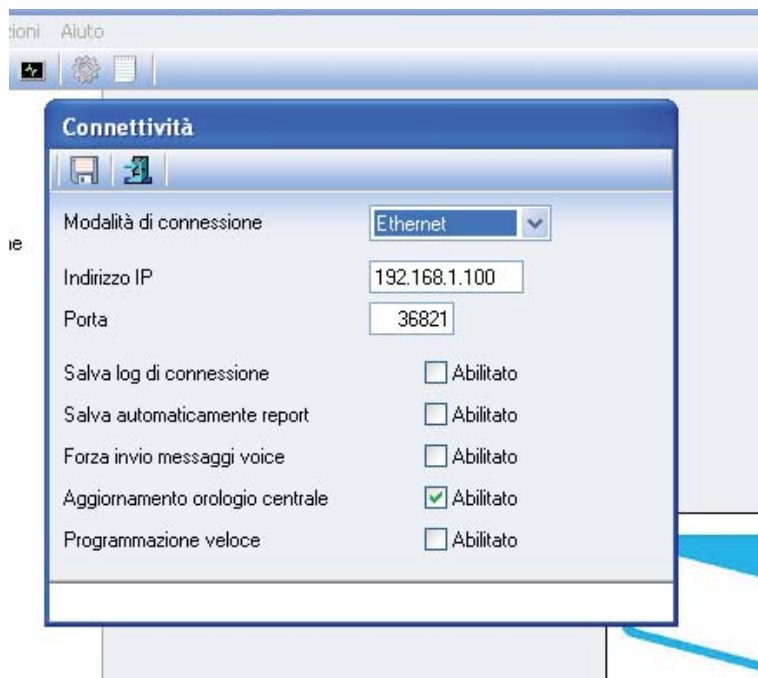 Aiuto
Connettività
Modalità di connessione Ethernet
Indirizzo IP 192.168.1.100
Porta 36821
Salva log di connessione Abilitato
Salva automaticamente report Abilitato
Forza invio messaggi voice Abilitato
Aggiornamento orologio centrale Abilitato
Programmazione veloce Abilitato